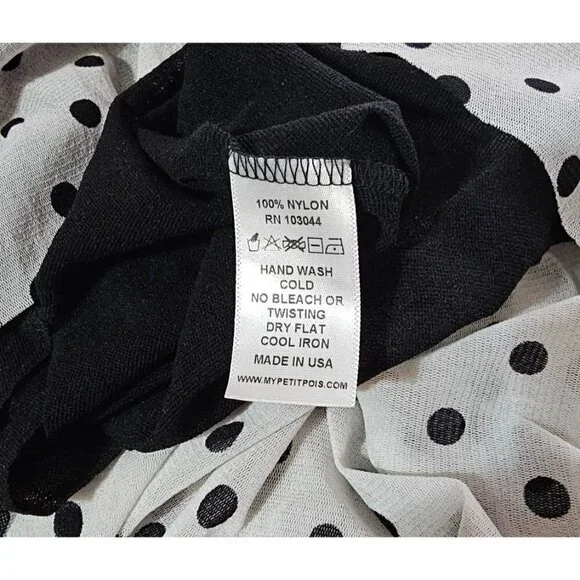 100% NYLON
RN 103044
HAND WASH
COLD
NO BLEACH OR
TWISTING
DRY FLAT
COOL IRON
MADE IN USA
WWW.MYPETITPOIS.COM